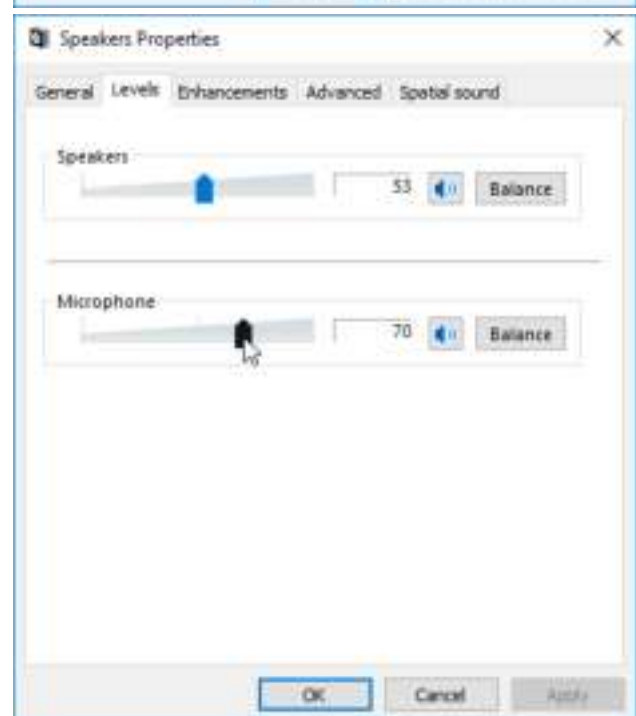 Speakers Properties
General Levels Enhancements Advanced Spatial sound
Speakers
53 Balance
Microphone
70 Balance
OK Cancel Apply